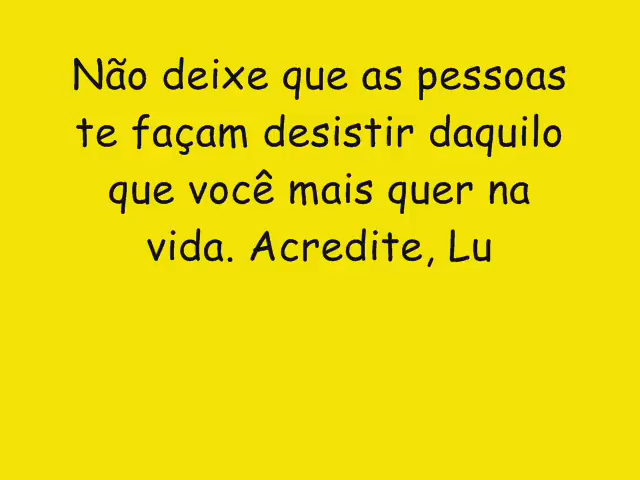 Não deixe que as pessoas
te façam desistir daquilo
que você mais quer na
vida. Acredite, Lu